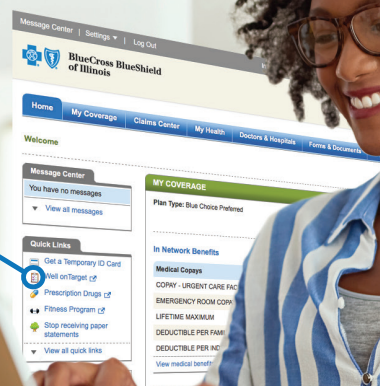 Message Center | Settings ▼ | Log Out
BlueCross BlueShield
of Illinois
Home My Coverage Claims Center My Health Doctors & Hospitals Forms & Documents
Welcome
Message Center
You have no messages
View all messages
Quick Links
Get a Temporary ID Card
Well onTarget
Prescription Drugs
Fitness Program
Stop receiving paper
statements
View all quick links
MY COVERAGE
Plan Type: Blue Choice Preferred
In Network Benefits
Medical Copays
COPAY - URGENT CARE FAC
EMERGENCY ROOM COPA
LIFETIME MAXIMUM
DEDUCTIBLE PER FAMIL
DEDUCTIBLE PER IND
View medical benefi